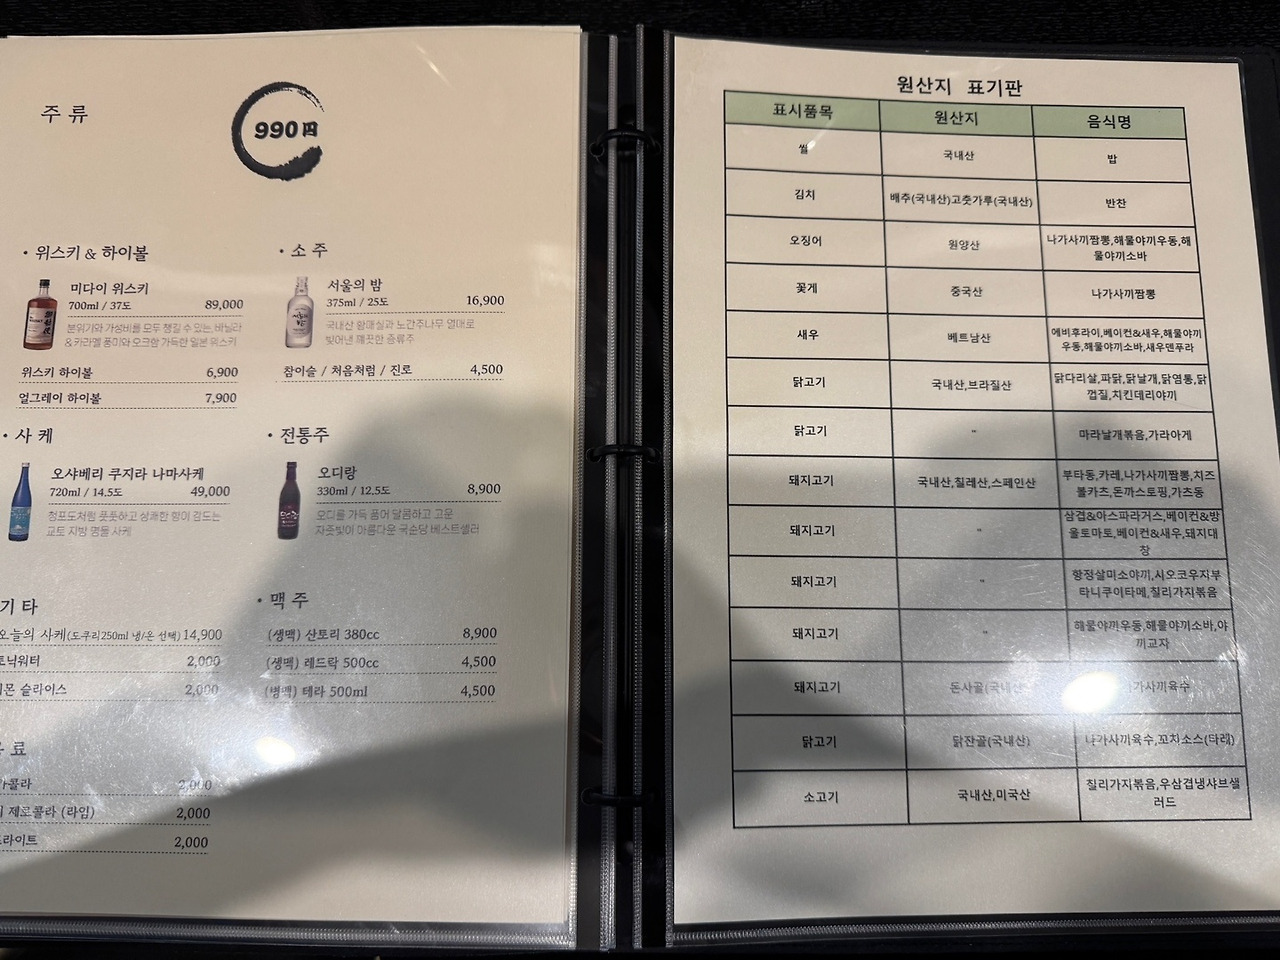 주류
990円
· 위스키 & 하이볼
미다이 위스키
700ml / 37도 89,000
분위기와 가성비를 모두 챙길 수 있는, 바닐라
&카라멜 풍미와 오크향 가득한 일본 위스키
위스키 하이볼 6,900
얼그레이 하이볼 7,900
· 소주
서울의 밤
375ml / 25도 16,900
국내산 황매실과 노간주나무 열매로
빚어낸 깨끗한 증류주
참이슬 / 처음처럼 / 진로 4,500
· 사케
오샤베리 쿠지라 나마사케
720ml / 14.5도 49,000
청포도처럼 풋풋하고 상쾌한 향이 감도는
교토 지방 명물 사케
· 전통주
오디랑
330ml / 12.5도 8,900
오디를 가득 품어 달콤하고 고운
자줏빛이 아름다운 국순당 베스트셀러
기타
오늘의 사케(도쿠리250ml 냉/온 선택) 14,900
토닉워터 2,000
몬 슬라이스 2,000
· 맥주
(생맥) 산토리 380cc 8,900
(생맥) 레드락 500cc 4,500
(병맥) 테라 500ml 4,500
료
카콜라 2,000
제로콜라 (라임) 2,000
라이트 2,000
원산지 표기판
표시품목 원산지 음식명
쌀 국내산 밥
김치 배추(국내산)고춧가루(국내산) 반찬
오징어 원양산 나가사끼짬뽕,해물야끼우동,해
물야끼소바
꽃게 중국산 나가사끼짬뽕
새우 베트남산 에비후라이,베이컨&새우,해물야끼
우동,해물야끼소바,새우덴푸라
닭고기 국내산,브라질산 닭다리살,파닭,닭날개,닭염통,닭
껍질,치킨데리야끼
닭고기 " 마라날개볶음,가라아게
돼지고기 국내산,칠레산,스페인산 부타동,카레,나가사끼짬뽕,치즈
볼카츠,돈까스토핑,가츠동
돼지고기 " 삼겹&아스파라거스,베이컨&방
울토마토,베이컨&새우,돼지대
창
돼지고기 " 항정살미소야끼,시오코우지부
타니쿠이타메,칠리가지볶음
돼지고기 " 해물야끼우동,해물야끼소바,야
끼교자
돼지고기 돈사골(국내산 가사끼육수
닭고기 닭잔골(국내산) 나가사끼육수,꼬치소스(타레)
소고기 국내산,미국산 칠리가지볶음,우삼겹냉샤브샐
러드